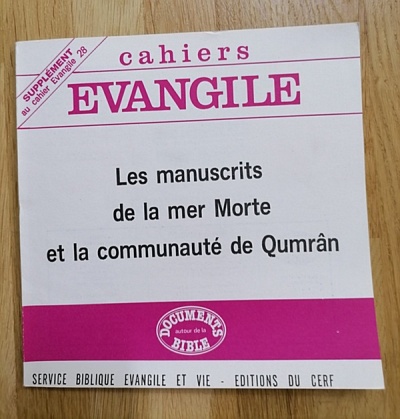 SUPPLÉMENT
au cahier Evangile 28
cahiers
EVANGILE
Les manuscrits
de la mer Morte
et la communauté de Qumrân
DOCUMENTS
autour de la
BIBLE
SERVICE BIBLIQUE EVANGILE ET VIE - EDITIONS DU CERF